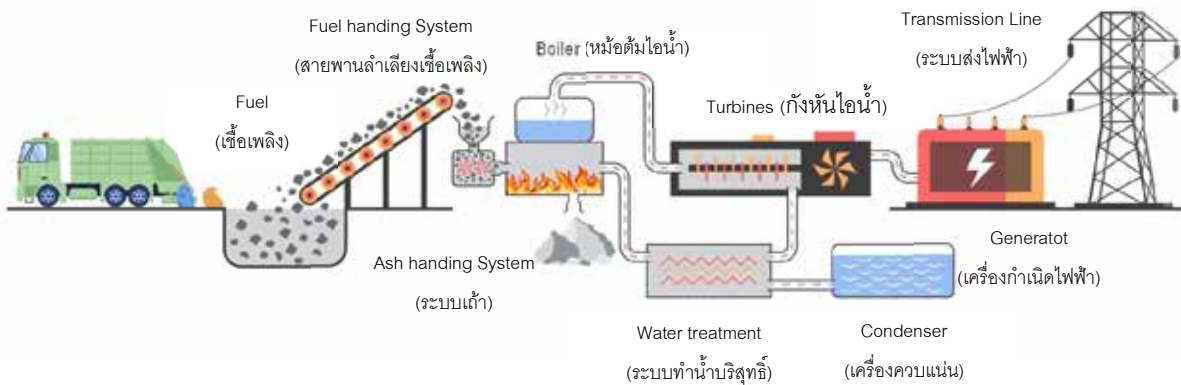 Fuel handing System
(สายพานลำเลียงเชื้อเพลิง)
Fuel
(เชื้อเพลิง)
Boiler (หม้อต้มไอน้ำ)
Turbines (กังหันไอน้ำ)
Transmission Line
(ระบบส่งไฟฟ้า)
Ash handing System
(ระบบเถ้า)
Generatot
(เครื่องกำเนิดไฟฟ้า)
Water treatment
(ระบบทำน้ำบริสุทธิ์)
Condenser
(เครื่องควบแน่น)